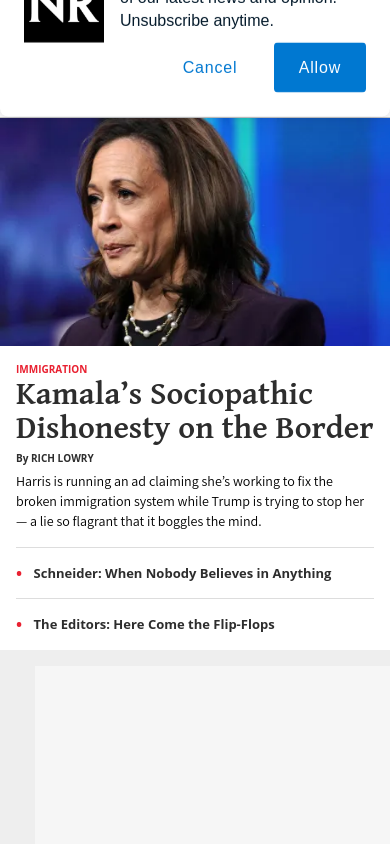 NR
of our latest news and opinion.
Unsubscribe anytime.
Cancel
Allow
IMMIGRATION
Kamala’s Sociopathic
Dishonesty on the Border
By RICH LOWRY
Harris is running an ad claiming she’s working to fix the
broken immigration system while Trump is trying to stop her
— a lie so flagrant that it boggles the mind.
• Schneider: When Nobody Believes in Anything
• The Editors: Here Come the Flip-Flops